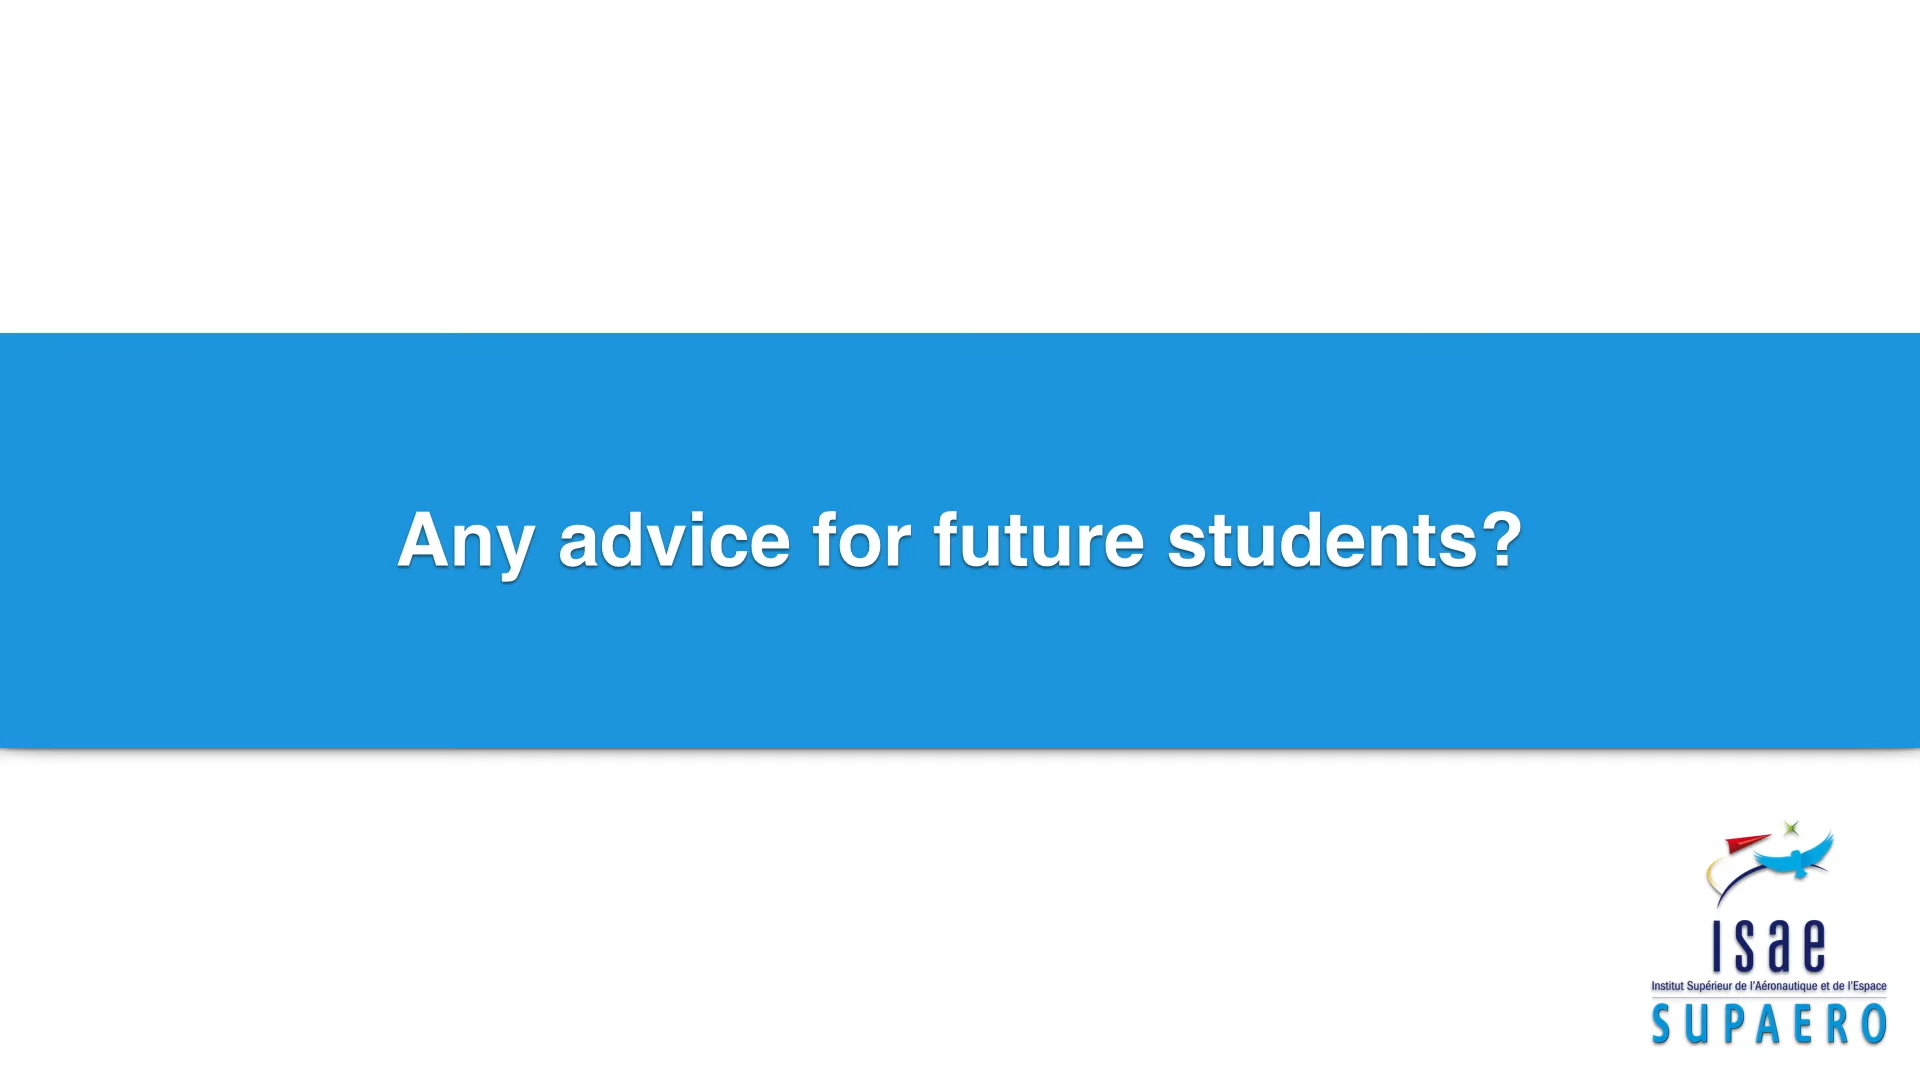 Any advice for future students?
isae
Institut Supérieur de l'Aéronautique et de l'Espace
SUPAERO